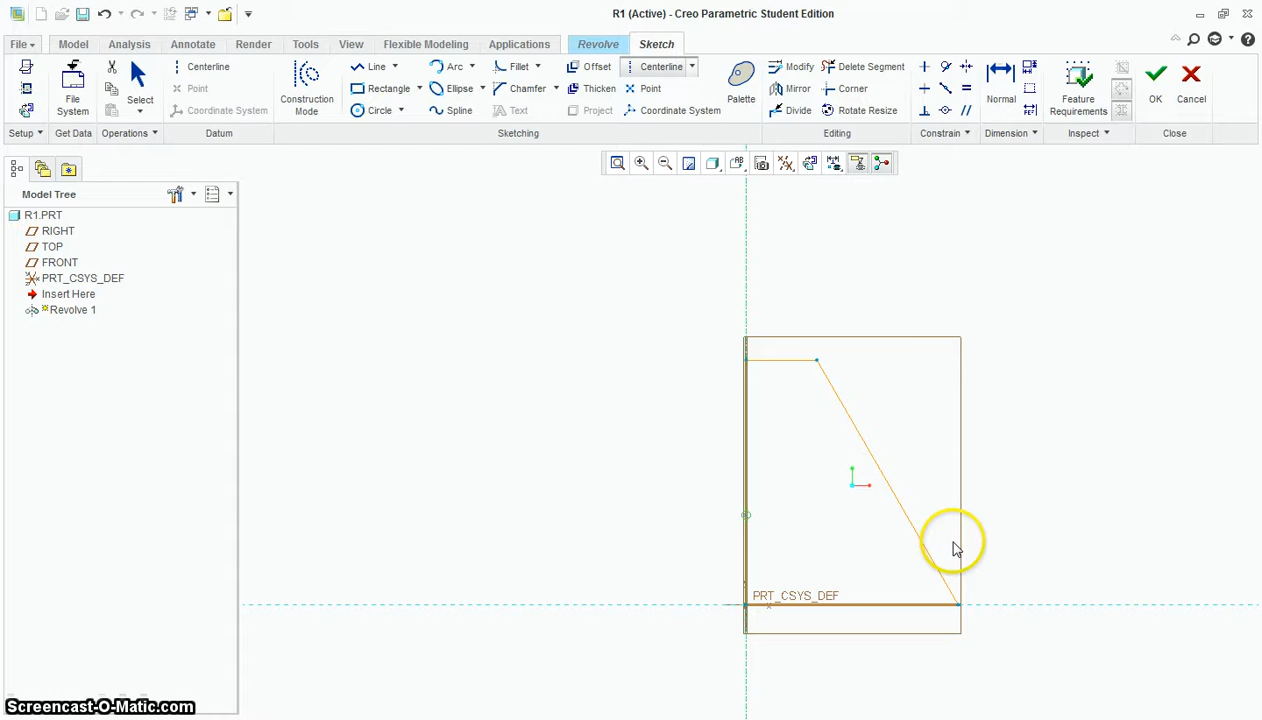 R1 (Active) - Creo Parametric Student Edition
File Model Analysis Annotate Render Tools View Flexible Modeling Applications Revolve Sketch
Centerline Line Arc Fillet Offset Centerline Modify Delete Segment
Point Rectangle Ellipse Chamfer Thicken Point Mirror Corner
Coordinate System Circle Spline Text Project Coordinate System Divide Rotate Resize
File System Select Construction Mode Palette Normal Feature Requirements OK Cancel
Setup Get Data Operations Datum Sketching Editing Constrain Dimension Inspect Close
Model Tree
R1.PRT
RIGHT
TOP
FRONT
PRT_CSYS_DEF
Insert Here
Revolve 1
PRT_CSYS_DEF
Screencast-O-Matic.com